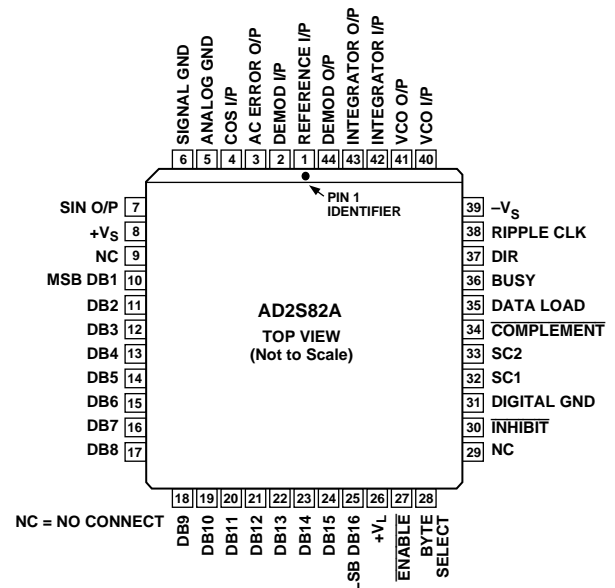 SIGNAL GND
ANALOG GND
COS I/P
AC ERROR O/P
DEMOD I/P
REFERENCE I/P
DEMOD O/P
INTEGRATOR O/P
INTEGRATOR I/P
VCO O/P
VCO I/P
6 5 4 3 2 1 44 43 42 41 40
PIN 1
IDENTIFIER
SIN O/P 7
+VS 8
NC 9
MSB DB1 10
DB2 11
DB3 12
DB4 13
DB5 14
DB6 15
DB7 16
DB8 17
AD2S82A
TOP VIEW
(Not to Scale)
39 –VS
38 RIPPLE CLK
37 DIR
36 BUSY
35 DATA LOAD
34 COMPLEMENT
33 SC2
32 SC1
31 DIGITAL GND
30 INHIBIT
29 NC
18 19 20 21 22 23 24 25 26 27 28
NC = NO CONNECT
DB9
DB10
DB11
DB12
DB13
DB14
DB15
LSB DB16
+VL
ENABLE
BYTE
SELECT